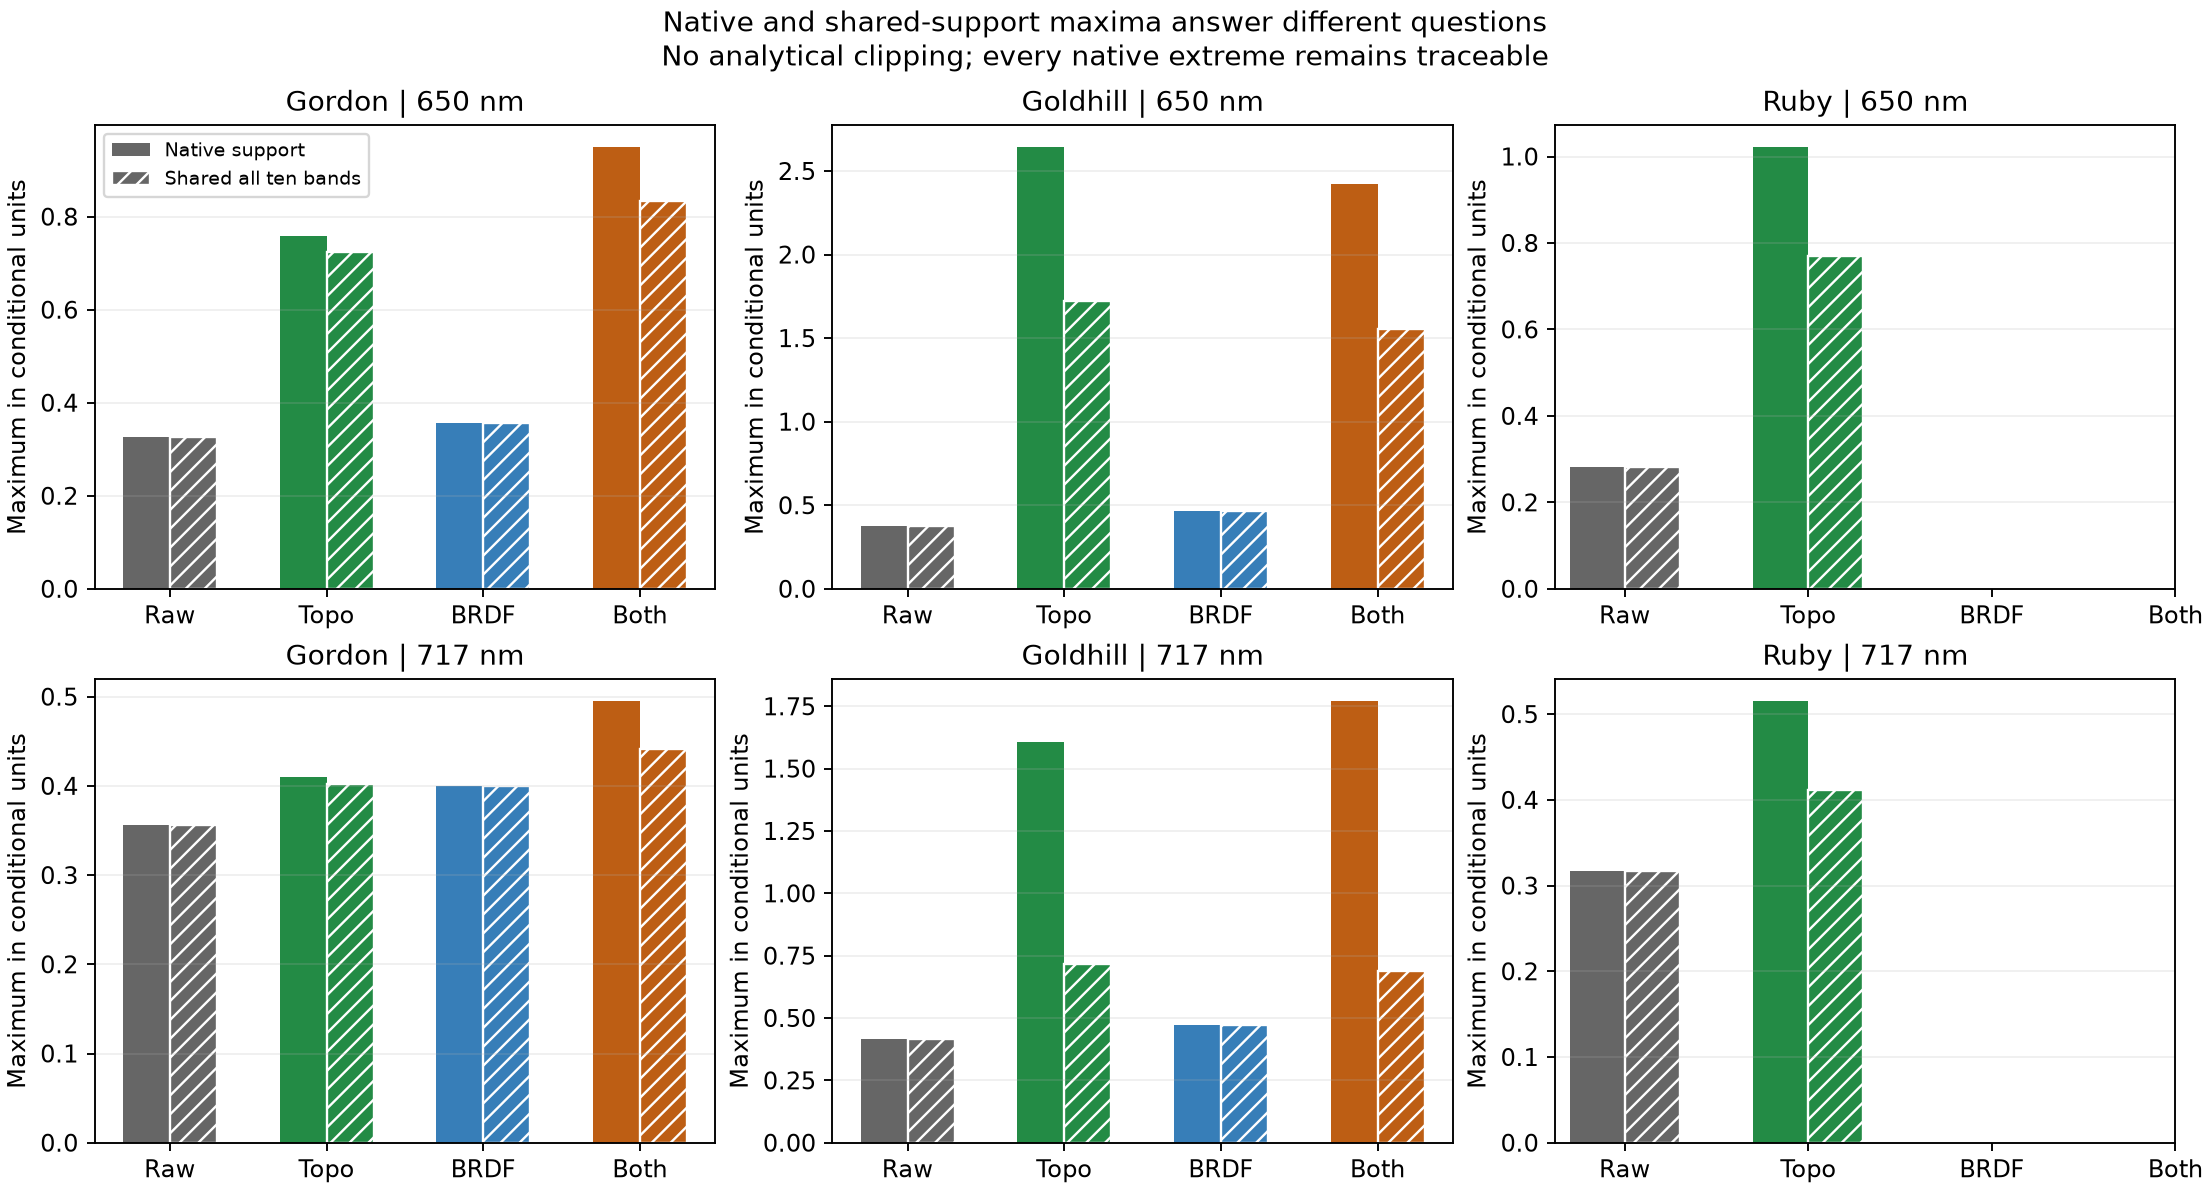 Native and shared-support maxima answer different questions
No analytical clipping; every native extreme remains traceable
Gordon | 650 nm
Maximum in conditional units
0.8
0.6
0.4
0.2
0.0
Native support
Shared all ten bands
Raw
Topo
BRDF
Both
Goldhill | 650 nm
Maximum in conditional units
2.5
2.0
1.5
1.0
0.5
0.0
Raw
Topo
BRDF
Both
Ruby | 650 nm
Maximum in conditional units
1.0
0.8
0.6
0.4
0.2
0.0
Raw
Topo
BRDF
Both
Gordon | 717 nm
Maximum in conditional units
0.5
0.4
0.3
0.2
0.1
0.0
Raw
Topo
BRDF
Both
Goldhill | 717 nm
Maximum in conditional units
1.75
1.50
1.25
1.00
0.75
0.50
0.25
0.00
Raw
Topo
BRDF
Both
Ruby | 717 nm
Maximum in conditional units
0.5
0.4
0.3
0.2
0.1
0.0
Raw
Topo
BRDF
Both